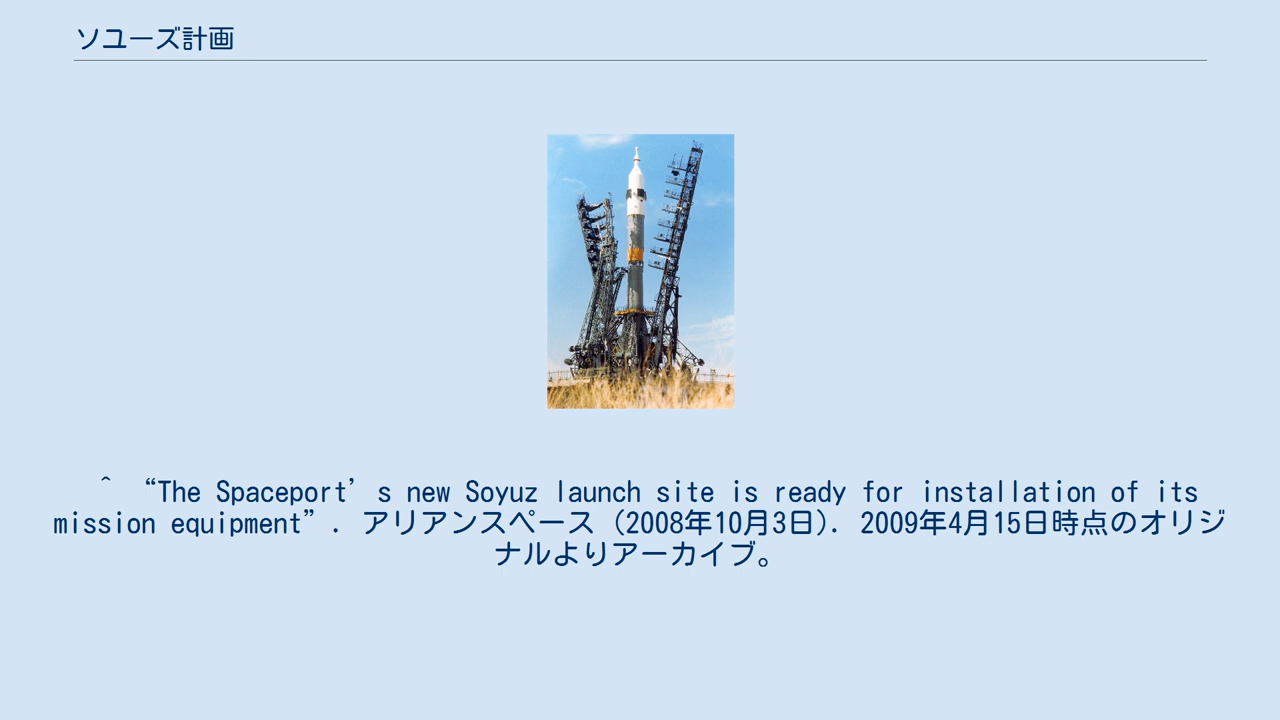 ソユーズ計画
^ “The Spaceport’s new Soyuz launch site is ready for installation of its
mission equipment”. アリアンスペース (2008年10月3日). 2009年4月15日時点のオリジ
ナルよりアーカイブ。